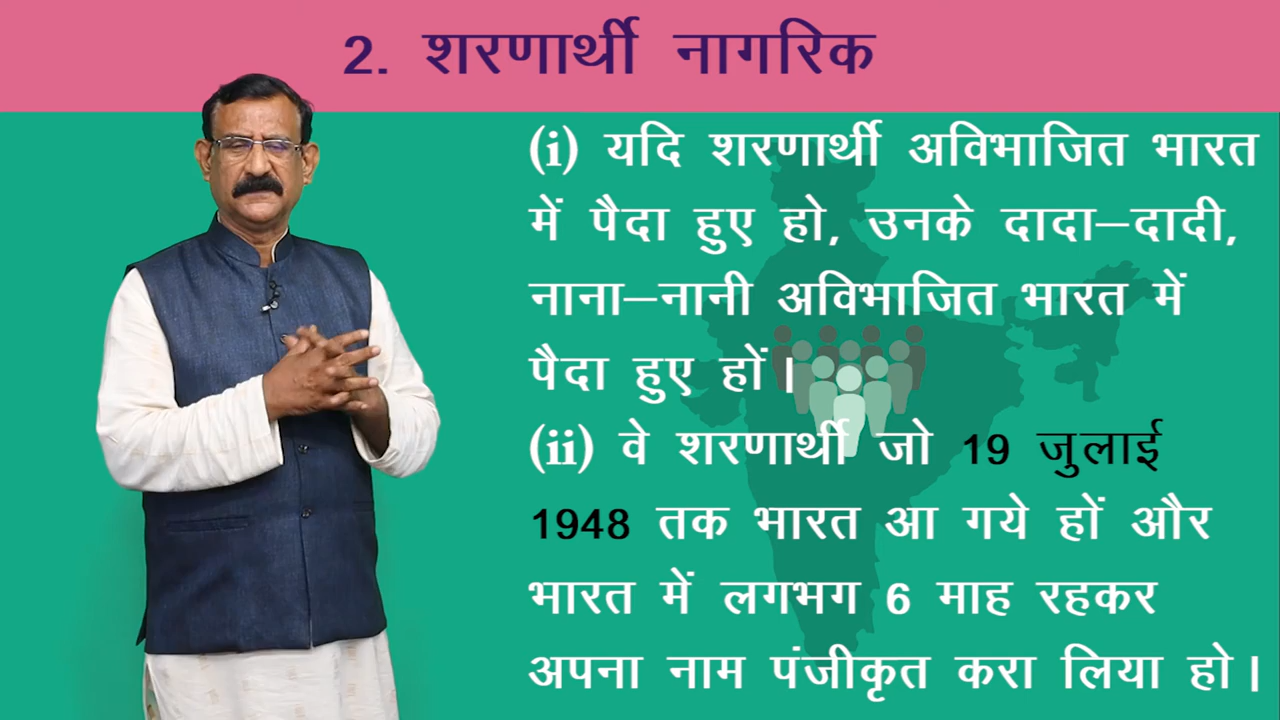 2. शरणार्थी नागरिक
(i) यदि शरणार्थी अविभाजित भारत
में पैदा हुए हो, उनके दादा–दादी,
नाना–नानी अविभाजित भारत में
पैदा हुए हों।
(ii) वे शरणार्थी जो 19 जुलाई
1948 तक भारत आ गये हों और
भारत में लगभग 6 माह रहकर
अपना नाम पंजीकृत करा लिया हो।